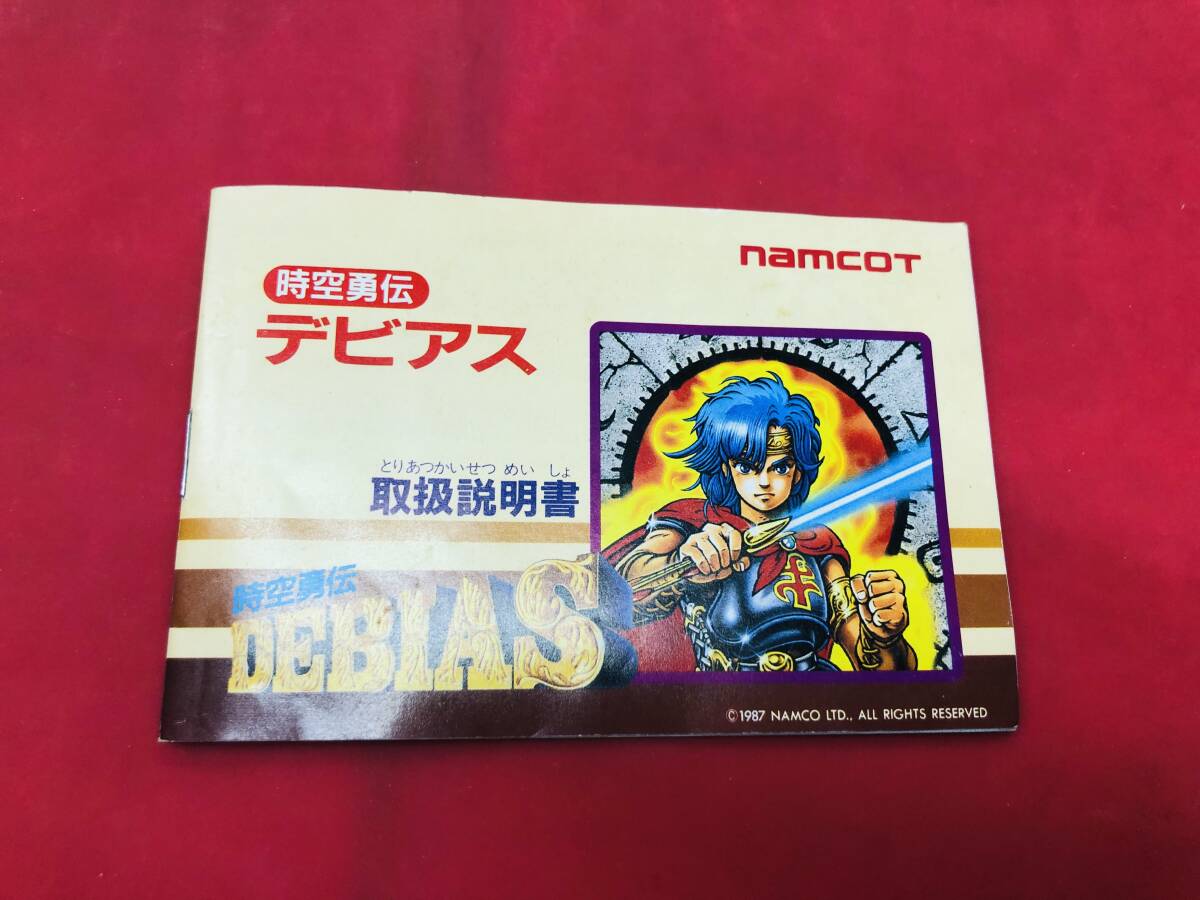 namcoT
時空勇伝
デビアス
とりあつかいせつ めい しょ
取扱説明書
時空勇伝
DEBIAS
©1987 NAMCO LTD., ALL RIGHTS RESERVED